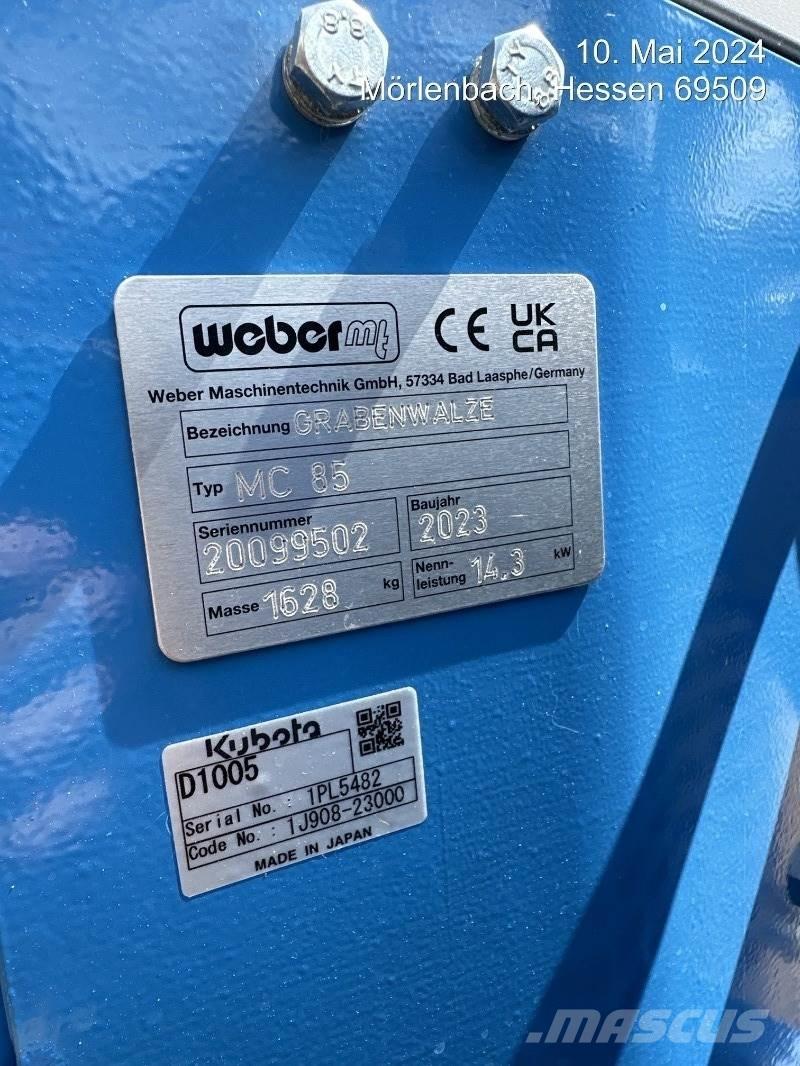 8.8
10. Mai 2024
Mörlenbach, Hessen 69509
weber mt CE UK CA
Weber Maschinentechnik GmbH, 57334 Bad Laasphe/Germany
Bezeichnung GRABENWALZE
Typ MC 85
Seriennummer 20099502
Baujahr 2023
Masse 1628 kg
Nenn-
leistung 14.3 kW
Kubota
D1005
Serial No. : 1PL5482
Code No. : 1J908-23000
MADE IN JAPAN
MASCUS